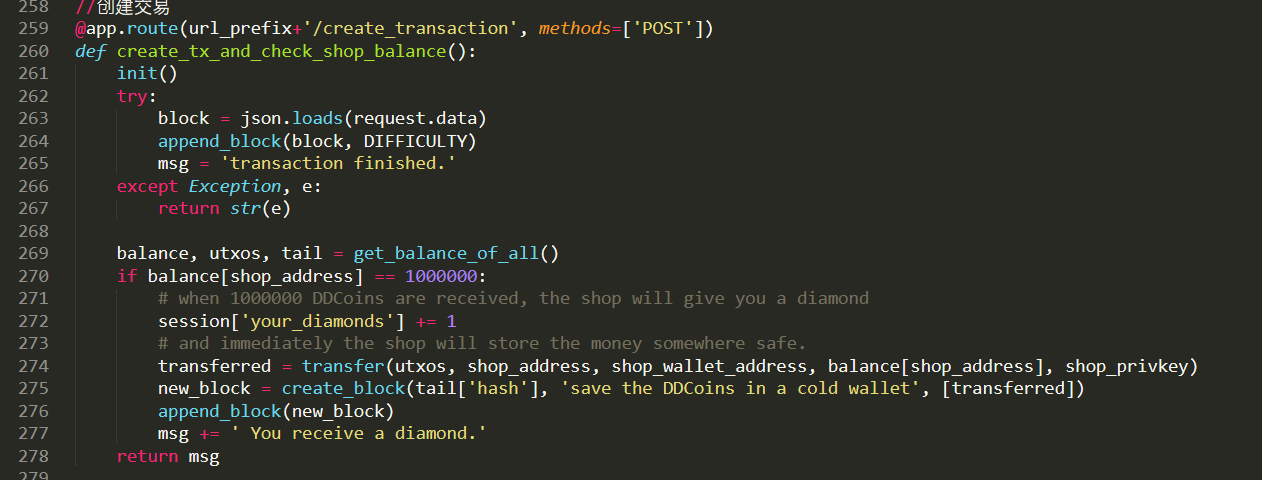 258 //创建交易
259 @app.route(url_prefix+'/create_transaction', methods=['POST'])
260 def create_tx_and_check_shop_balance():
261     init()
262     try:
263         block = json.loads(request.data)
264         append_block(block, DIFFICULTY)
265         msg = 'transaction finished.'
266     except Exception, e:
267         return str(e)
268
269     balance, utxos, tail = get_balance_of_all()
270     if balance[shop_address] == 1000000:
271         # when 1000000 DDCoins are received, the shop will give you a diamond
272         session['your_diamonds'] += 1
273         # and immediately the shop will store the money somewhere safe.
274         transferred = transfer(utxos, shop_address, shop_wallet_address, balance[shop_address], shop_privkey)
275         new_block = create_block(tail['hash'], 'save the DDCoins in a cold wallet', [transferred])
276         append_block(new_block)
277         msg += ' You receive a diamond.'
278     return msg
279